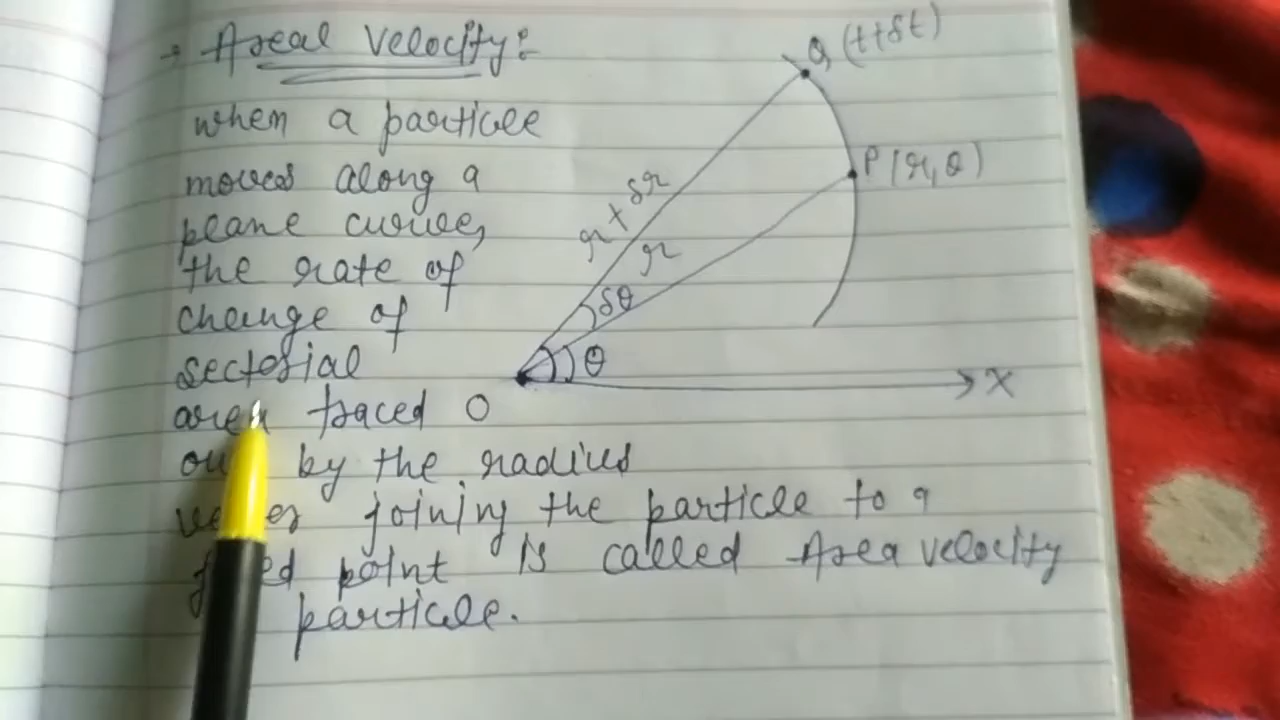 → Areal velocity:
when a particle
moves along a
plane curve,
the rate of
change of
sectorial
area traced
by the radius
joining the particle to a
point is called Area velocity
particle.
Q (t+δt)
P(r,θ)
r + δr
r
δθ
θ
X
O